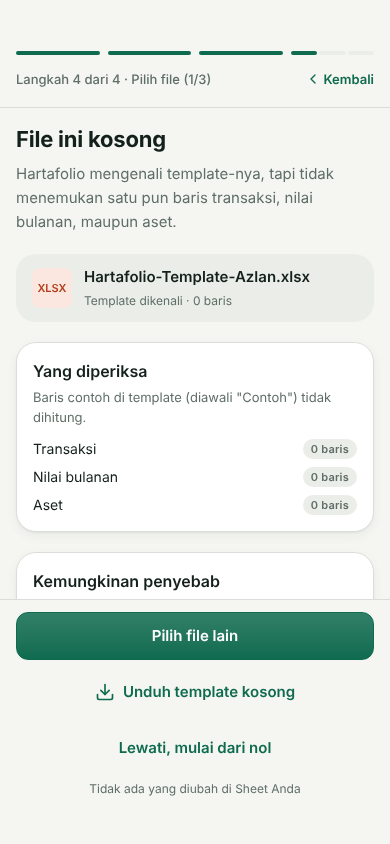 Langkah 4 dari 4 · Pilih file (1/3)
Kembali
File ini kosong
Hartafolio mengenali template-nya, tapi tidak
menemukan satu pun baris transaksi, nilai
bulanan, maupun aset.
XLSX
Hartafolio-Template-Azlan.xlsx
Template dikenali · 0 baris
Yang diperiksa
Baris contoh di template (diawali "Contoh") tidak
dihitung.
Transaksi
0 baris
Nilai bulanan
0 baris
Aset
0 baris
Kemungkinan penyebab
Pilih file lain
Unduh template kosong
Lewati, mulai dari nol
Tidak ada yang diubah di Sheet Anda